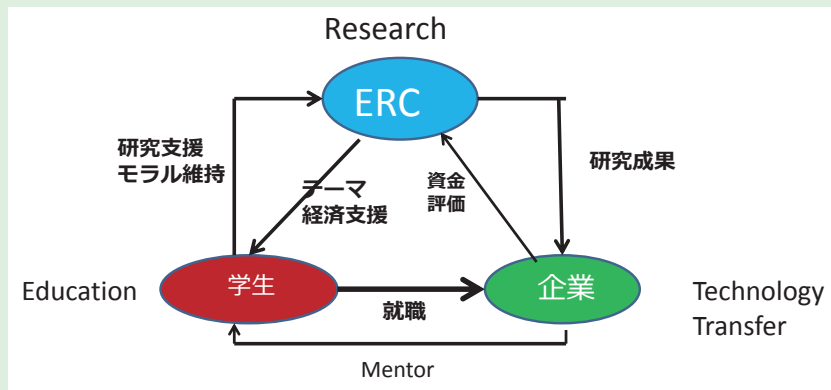 Research
ERC
研究支援
モラル維持
テーマ
経済支援
資金
評価
研究成果
Education
学生
就職
企業
Technology
Transfer
Mentor